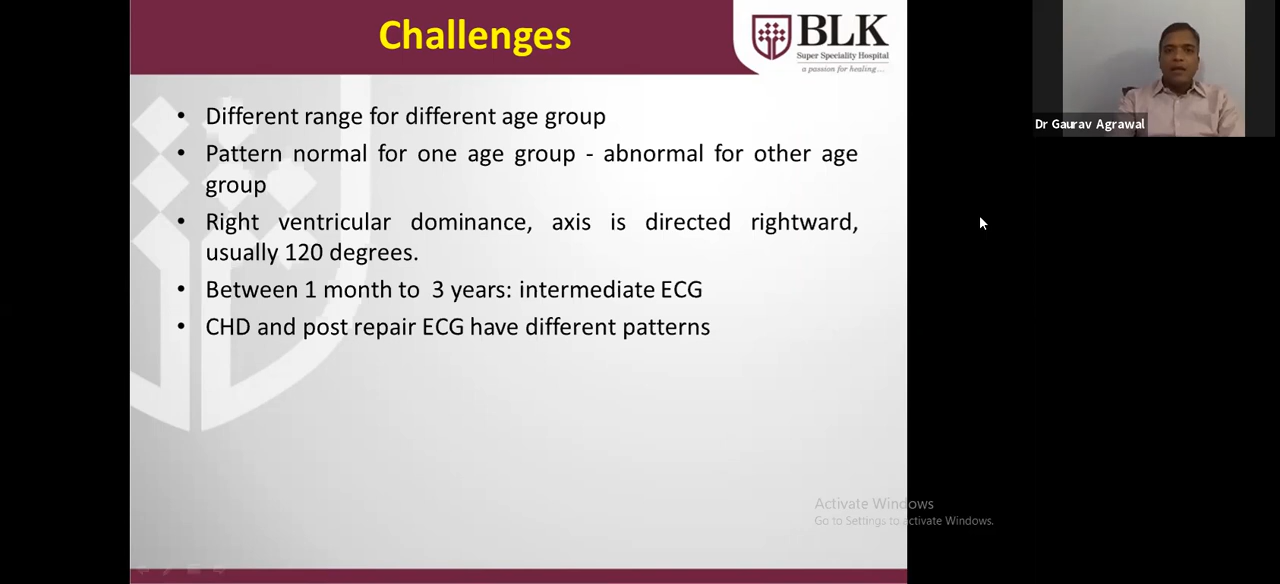 Challenges
BLK
Super Speciality Hospital
a passion for healing...
• Different range for different age group
• Pattern normal for one age group - abnormal for other age
group
• Right ventricular dominance, axis is directed rightward,
usually 120 degrees.
• Between 1 month to 3 years: intermediate ECG
• CHD and post repair ECG have different patterns
Dr Gaurav Agrawal
Activate Windows
Go to Settings to activate Windows.